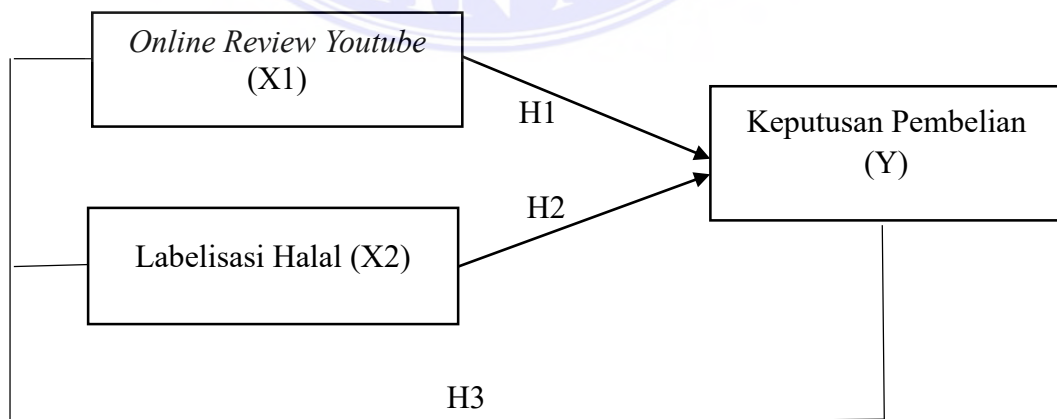 Online Review Youtube
(X1)
H1
Keputusan Pembelian
(Y)
H2
Labelisasi Halal (X2)
H3